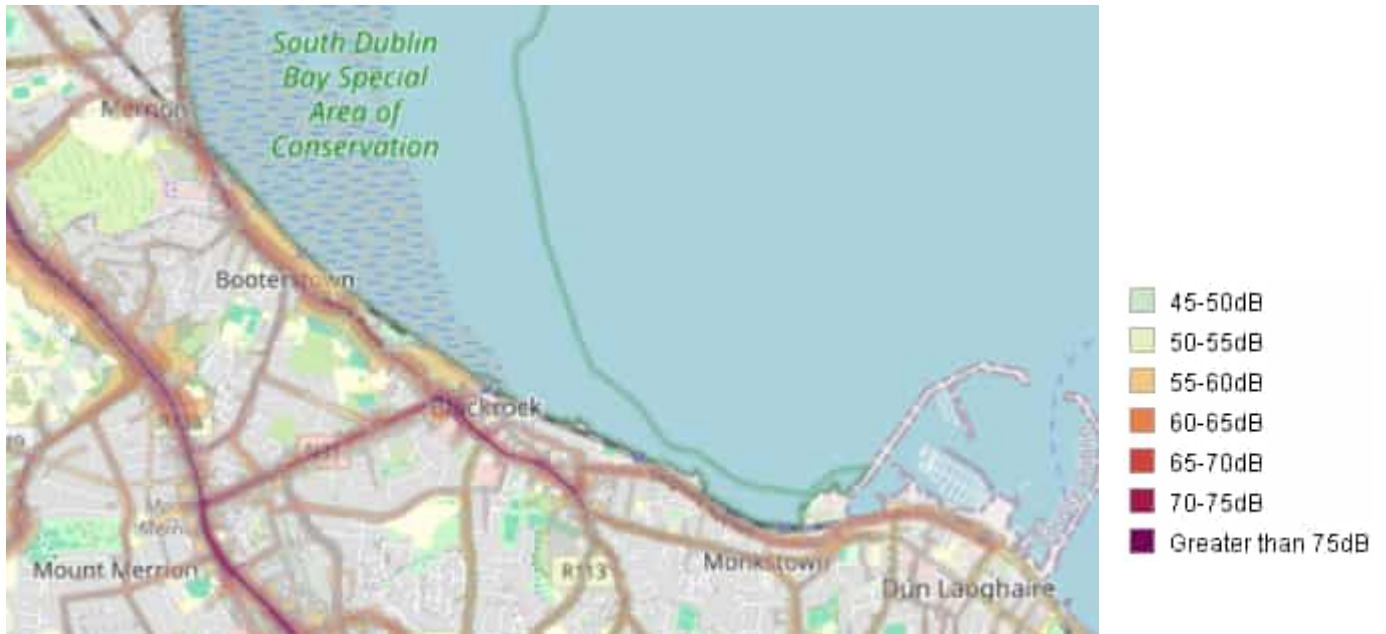 South Dublin
Bay Special
Area of
Conservation
Merrion
Booterstown
Blackrock
N31
Mount Merrion
R113
Monkstown
Dún Laoghaire
45-50dB
50-55dB
55-60dB
60-65dB
65-70dB
70-75dB
Greater than 75dB